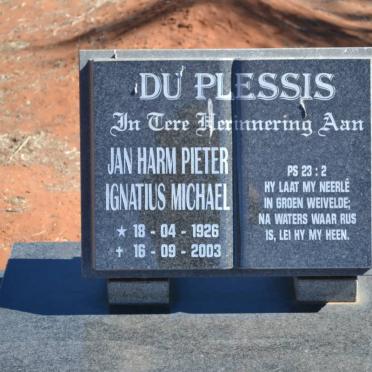 DU PLESSIS
In Tere Herinnering Aan
JAN HARM PIETER
IGNATIUS MICHAEL
★ 18 - 04 - 1926
✝ 16 - 09 - 2003
PS 23 : 2
HY LAAT MY NEERLÊ
IN GROEN WEIVELDE;
NA WATERS WAAR RUS
IS, LEI HY MY HEEN.